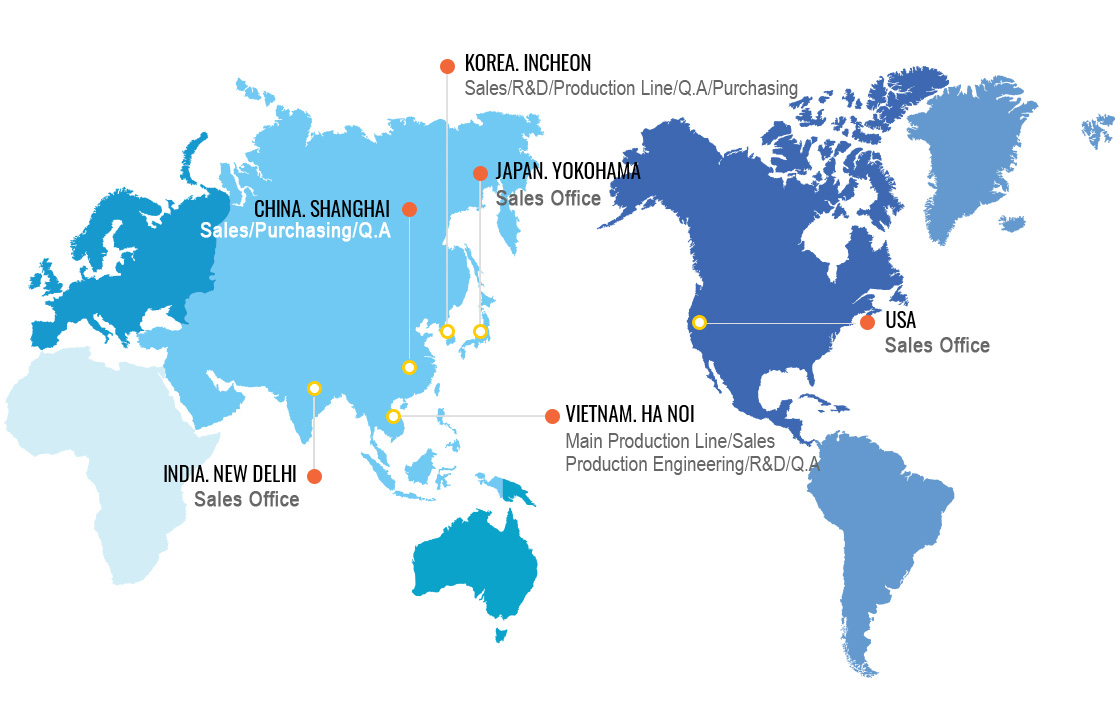 KOREA. INCHEON
Sales/R&D/Production Line/Q.A/Purchasing
JAPAN. YOKOHAMA
Sales Office
CHINA. SHANGHAI
Sales/Purchasing/Q.A
USA
Sales Office
VIETNAM. HA NOI
Main Production Line/Sales
Production Engineering/R&D/Q.A
INDIA. NEW DELHI
Sales Office